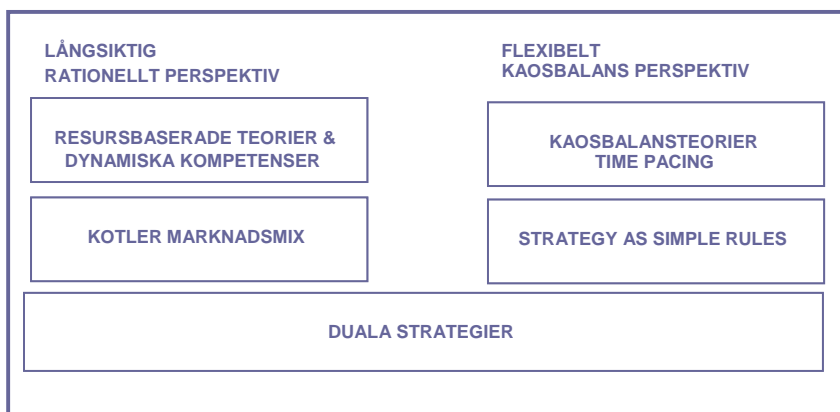 LÅNGSIKTIG
RATIONELLT PERSPEKTIV
RESURSBASERADE TEORIER &
DYNAMISKA KOMPETENSER
KOTLER MARKNADSMIX
FLEXIBELT
KAOSBALANS PERSPEKTIV
KAOSBALANSTEORIER
TIME PACING
STRATEGY AS SIMPLE RULES
DUALA STRATEGIER